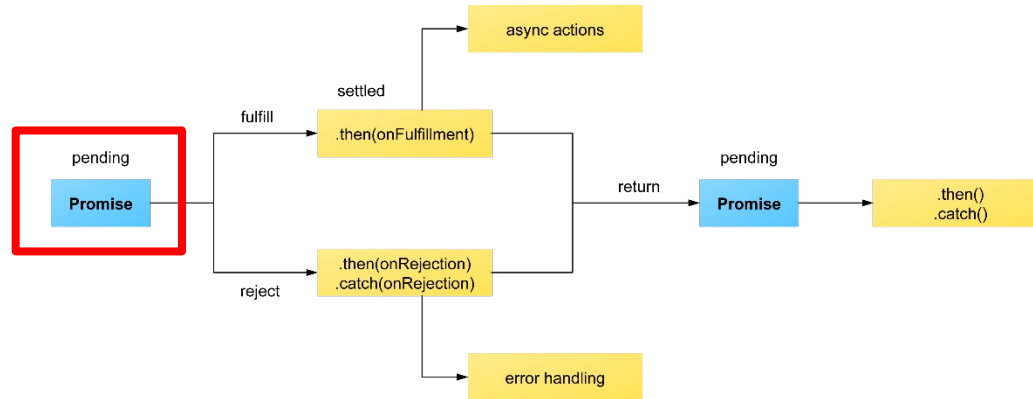 async actions
settled
fulfill
.then(onFulfillment)
pending
Promise
return
pending
Promise
.then()
.catch()
reject
.then(onRejection)
.catch(onRejection)
error handling